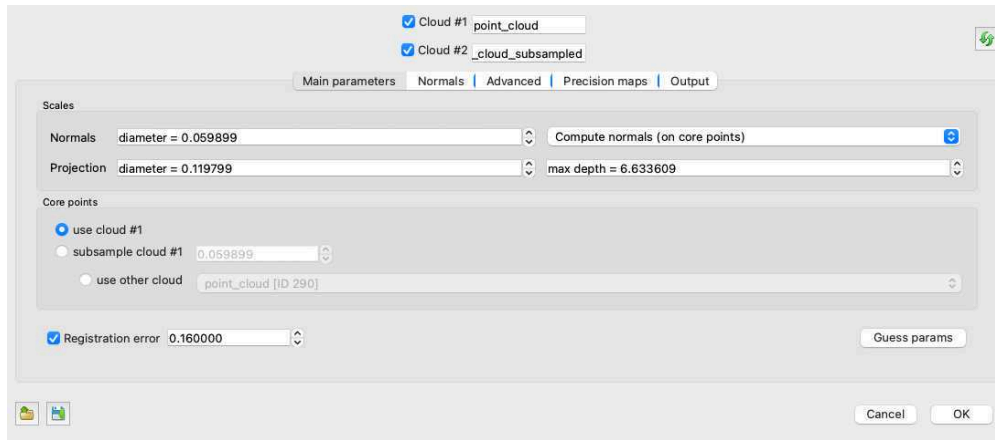 Cloud #1 point_cloud
Cloud #2 _cloud_subsampled
Main parameters Normals Advanced Precision maps Output
Scales
Normals diameter = 0.059899 Compute normals (on core points)
Projection diameter = 0.119799 max depth = 6.633609
Core points
use cloud #1
subsample cloud #1 0.059899
use other cloud point_cloud [ID 290]
Registration error 0.160000 Guess params
Cancel OK